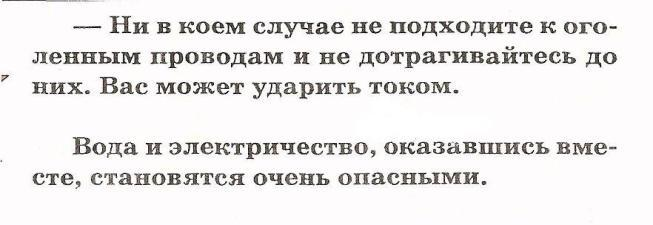 — Ни в коем случае не подходите к ого-
ленным проводам и не дотрагивайтесь до
них. Вас может ударить током.
Вода и электричество, оказавшись вме-
сте, становятся очень опасными.